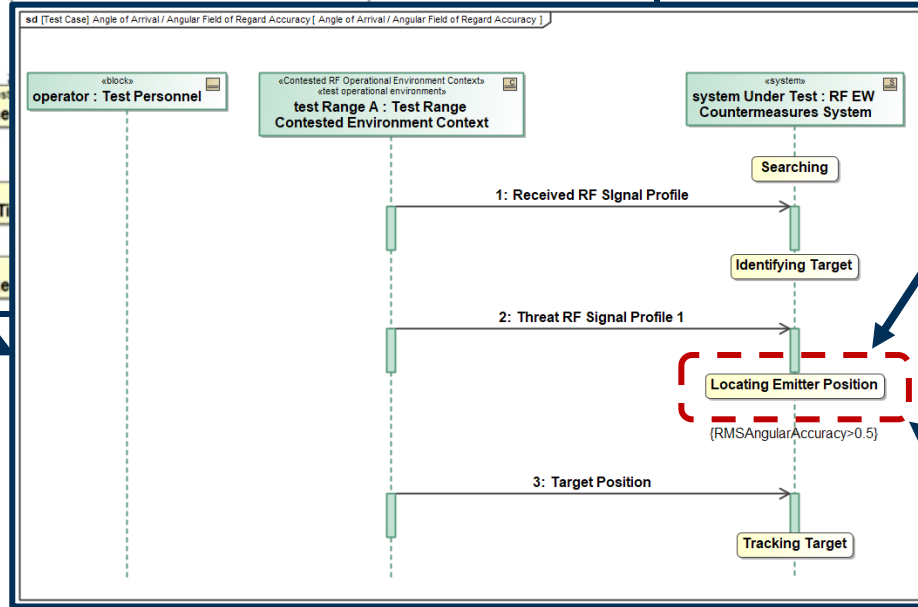 sd [Test Case] Angle of Arrival / Angular Field of Regard Accuracy [ Angle of Arrival / Angular Field of Regard Accuracy ]
«block»
operator : Test Personnel
«Contested RF Operational Environment Context»
«test operational environment»
test Range A : Test Range
Contested Environment Context
«system»
system Under Test : RF EW
Countermeasures System
Searching
1: Received RF SIgnal Profile
Identifying Target
2: Threat RF Signal Profile 1
Locating Emitter Position
{RMSAngularAccuracy>0.5}
3: Target Position
Tracking Target